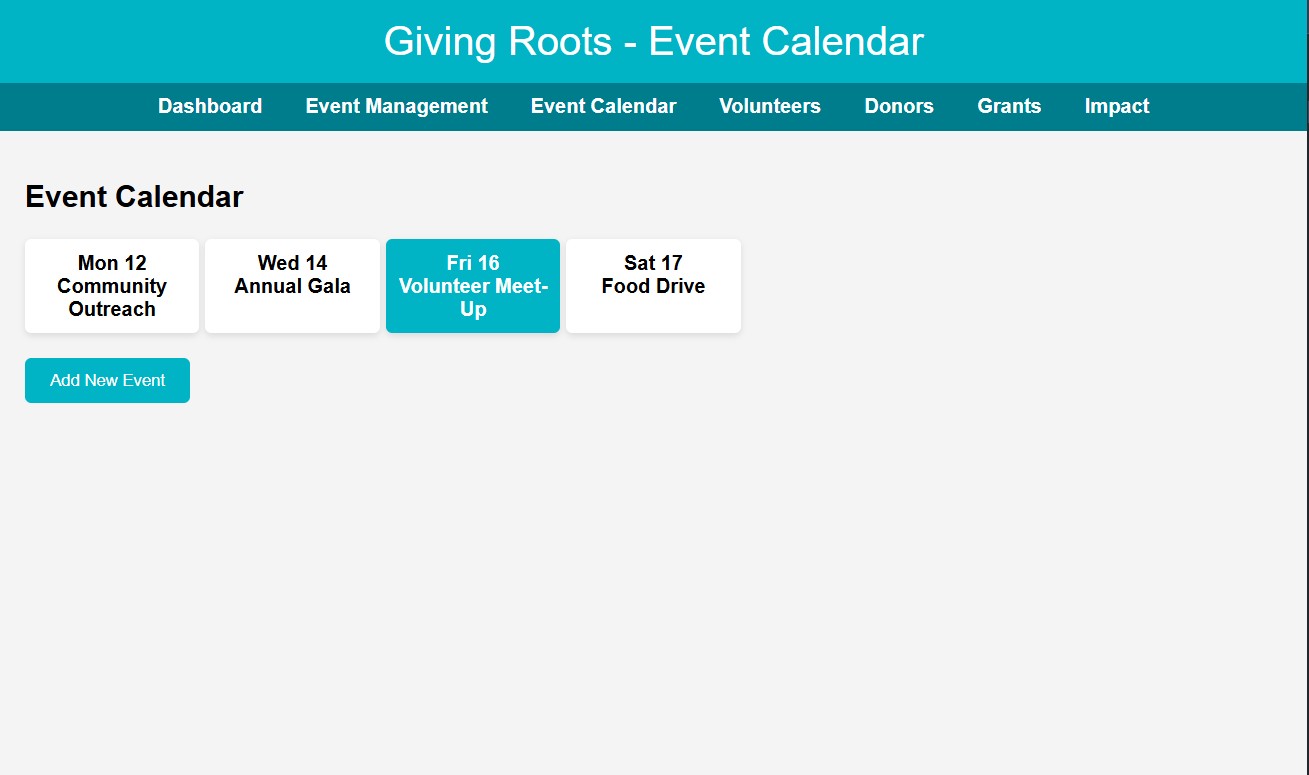 Giving Roots - Event Calendar
Dashboard Event Management Event Calendar Volunteers Donors Grants Impact
Event Calendar
Mon 12
Community
Outreach
Wed 14
Annual Gala
Fri 16
Volunteer Meet-
Up
Sat 17
Food Drive
Add New Event